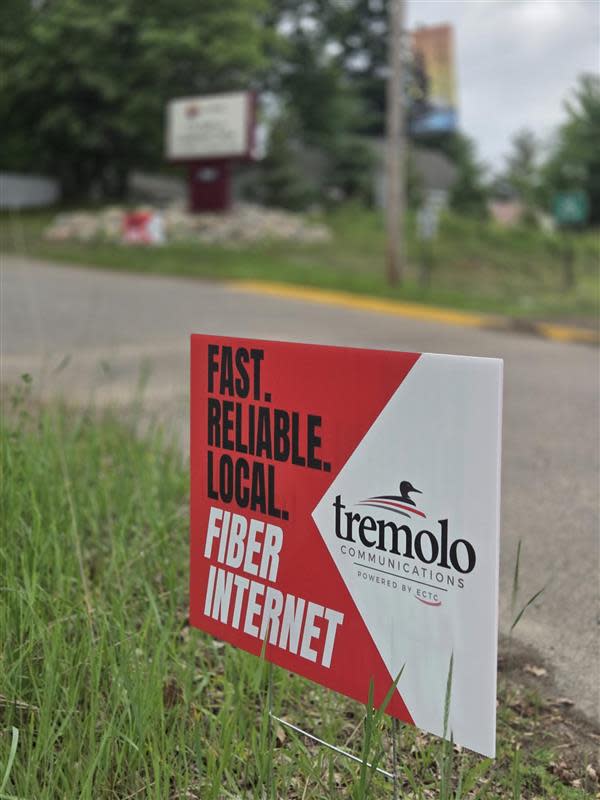 FAST.
RELIABLE.
LOCAL.
FIBER
INTERNET
tremolo
COMMUNICATIONS
POWERED BY ECTC